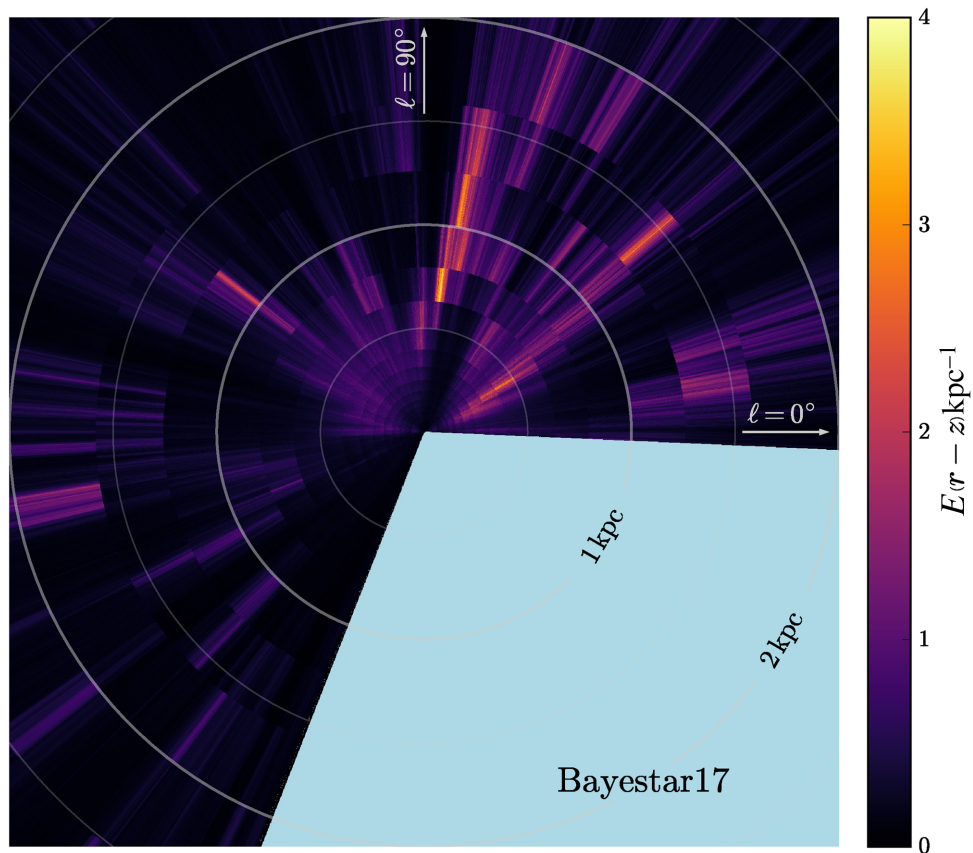 ℓ = 90°
ℓ = 0°
1 kpc
2 kpc
Bayestar17
4
3
2
1
0
E(r − z) kpc⁻¹